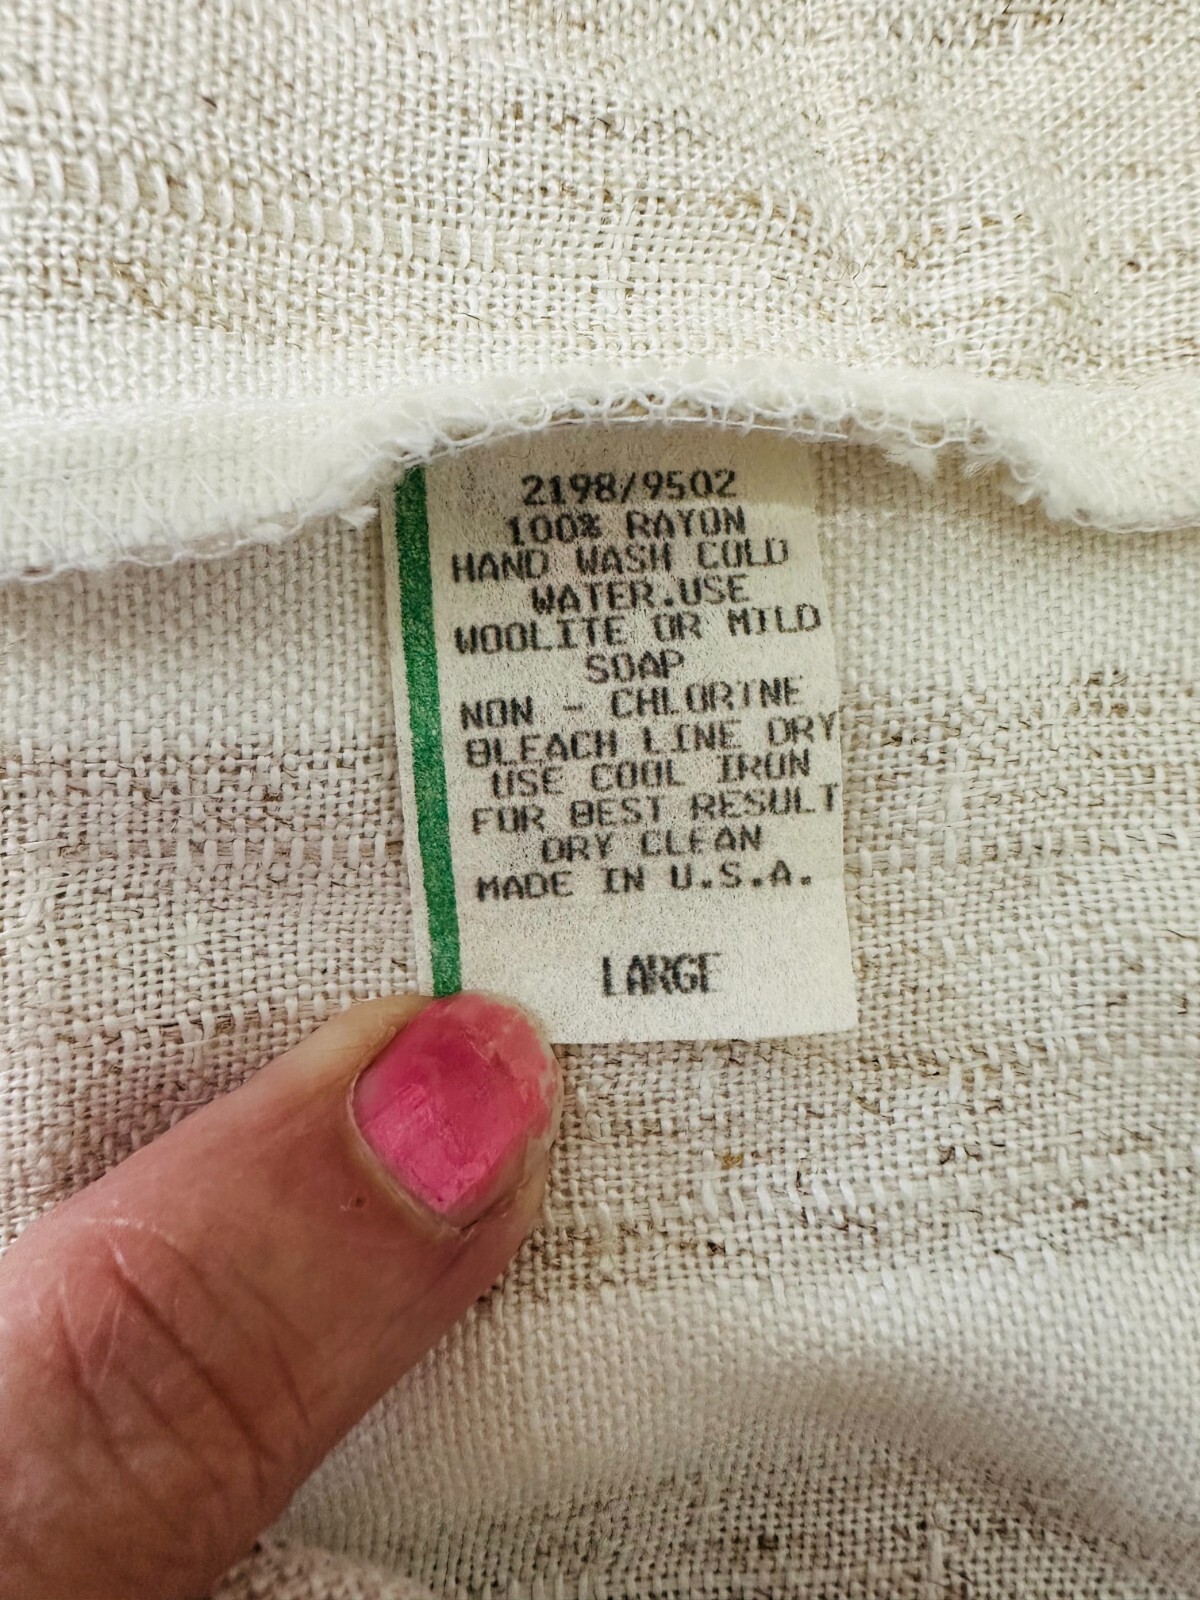 2198/9502
100% RAYON
HAND WASH COLD
WATER.USE
WOOLITE OR MILD
SOAP
NON - CHLORINE
BLEACH LINE DRY
USE COOL IRON
FOR BEST RESULT
DRY CLEAN
MADE IN U.S.A.
LARGE